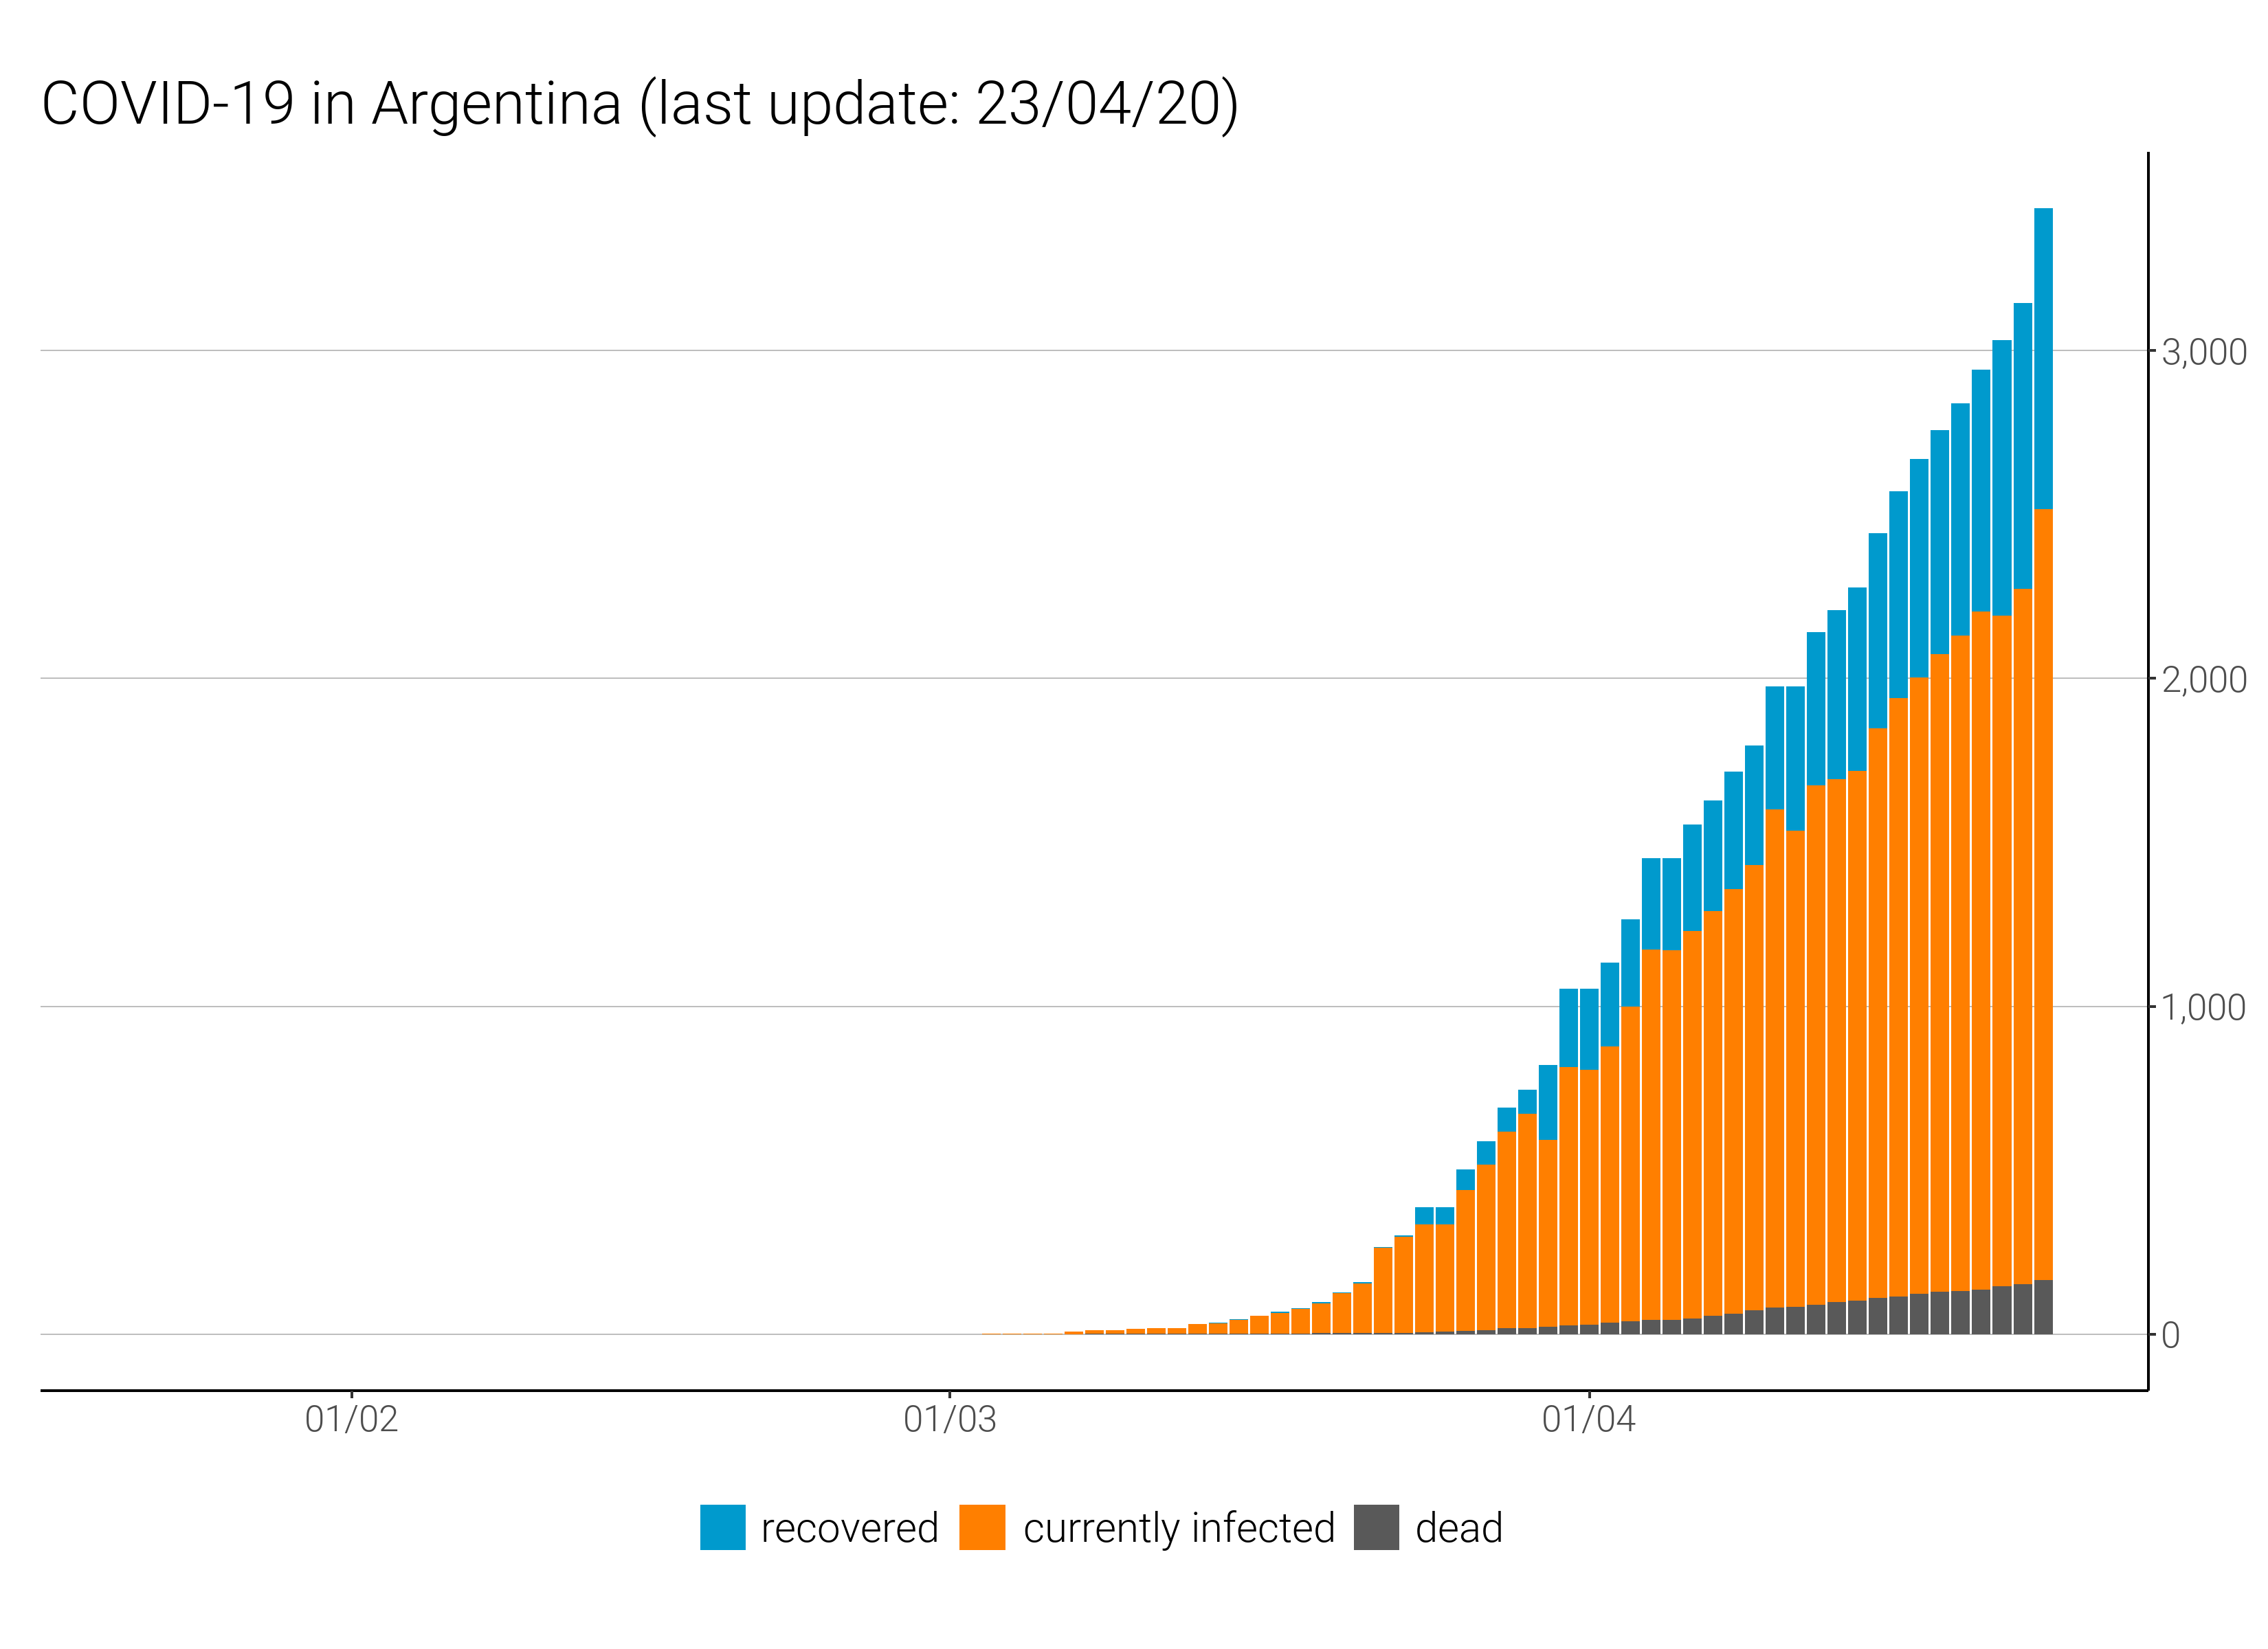 COVID-19 in Argentina (last update: 23/04/20)
3,000
2,000
1,000
0
01/02 01/03 01/04
recovered currently infected dead